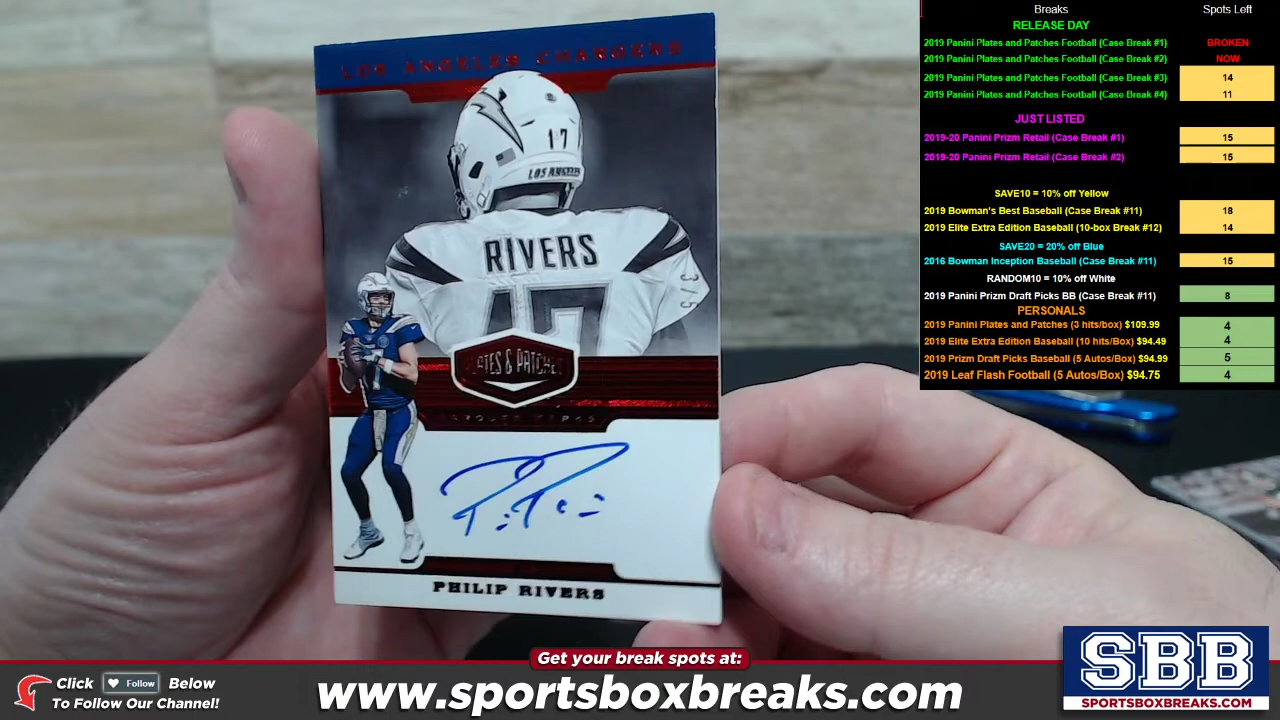 LOS ANGELES CHARGERS
17
LOS ANGELES
RIVERS
17
3/5
PLATES & PATCHES
PHILIP RIVERS
Breaks Spots Left
RELEASE DAY
2019 Panini Plates and Patches Football (Case Break #1) BROKEN
2019 Panini Plates and Patches Football (Case Break #2) NOW
2019 Panini Plates and Patches Football (Case Break #3) 14
2019 Panini Plates and Patches Football (Case Break #4) 11
JUST LISTED
2019-20 Panini Prizm Retail (Case Break #1) 15
2019-20 Panini Prizm Retail (Case Break #2) 15
SAVE10 = 10% off Yellow
2019 Bowman's Best Baseball (Case Break #11) 18
2019 Elite Extra Edition Baseball (10-box Break #12) 14
SAVE20 = 20% off Blue
2016 Bowman Inception Baseball (Case Break #11) 15
RANDOM10 = 10% off White
2019 Panini Prizm Draft Picks BB (Case Break #11) 8
PERSONALS
2019 Panini Plates and Patches (3 hits/box) $109.99 4
2019 Elite Extra Edition Baseball (10 hits/Box) $94.49 4
2019 Prizm Draft Picks Baseball (5 Autos/Box) $94.99 5
2019 Leaf Flash Football (5 Autos/Box) $94.75 4
Get your break spots at:
Click Follow Below
To Follow Our Channel!
www.sportsboxbreaks.com
SBB
SPORTSBOXBREAKS.COM